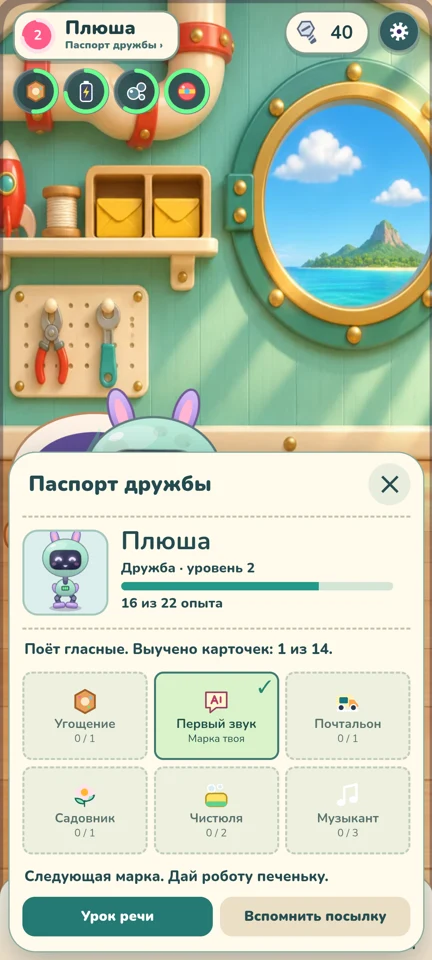 2
Плюша
Паспорт дружбы ›
40
Паспорт дружбы
Плюша
Дружба · уровень 2
16 из 22 опыта
Поёт гласные. Выучено карточек: 1 из 14.
Угощение
0 / 1
AI
Первый звук
Марка твоя
Почтальон
0 / 1
Садовник
0 / 1
Чистюля
0 / 2
Музыкант
0 / 3
Следующая марка. Дай роботу печеньку.
Урок речи
Вспомнить посылку